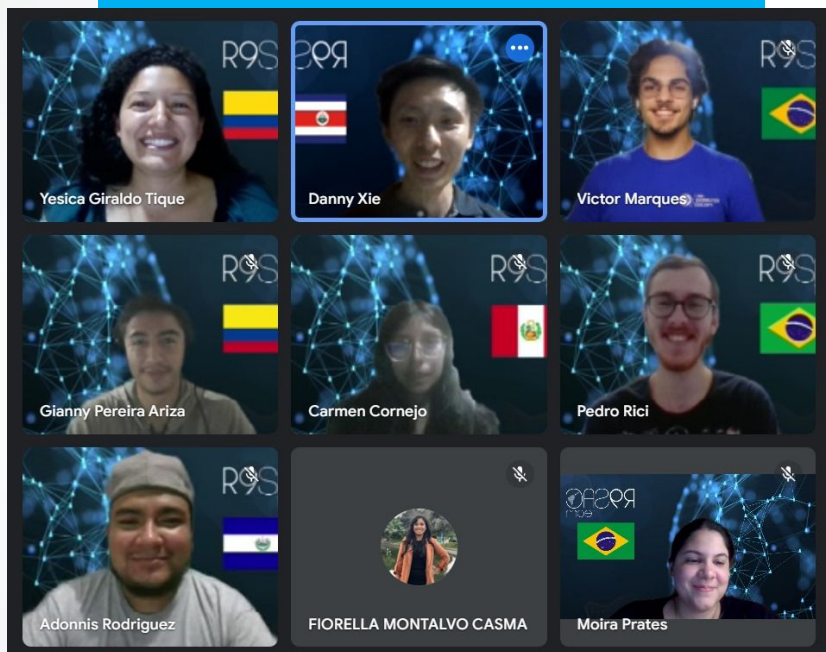 R9S
R9S
R9S
Yesica Giraldo Tique
Danny Xie
Victor Marques
R9S
R9S
R9S
Gianny Pereira Ariza
Carmen Cornejo
Pedro Rici
R9S
R9SAC
Adonnis Rodriguez
FIORELLA MONTALVO CASMA
Moira Prates